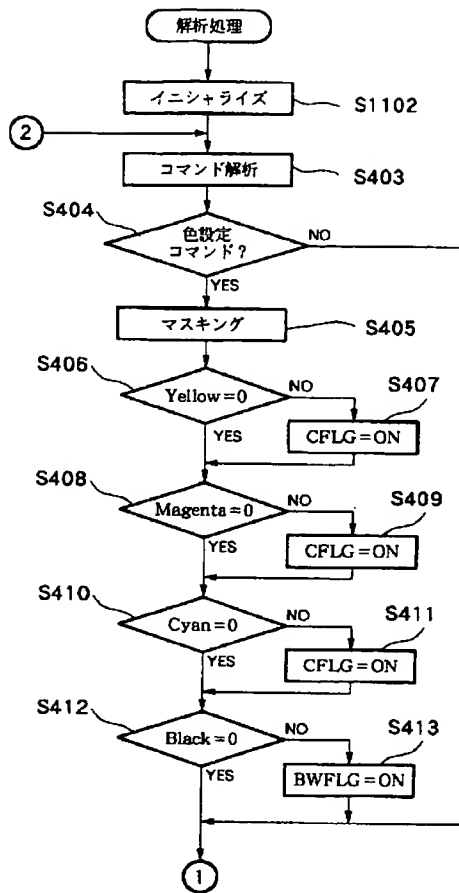 解析処理
イニシャライズ
S1102
2
コマンド解析
S403
S404
色設定
コマンド?
NO
YES
マスキング
S405
S406
Yellow=0
NO
S407
YES
CFLG=ON
S408
Magenta=0
NO
S409
YES
CFLG=ON
S410
Cyan=0
NO
S411
YES
CFLG=ON
S412
Black=0
NO
S413
YES
BWFLG=ON
1